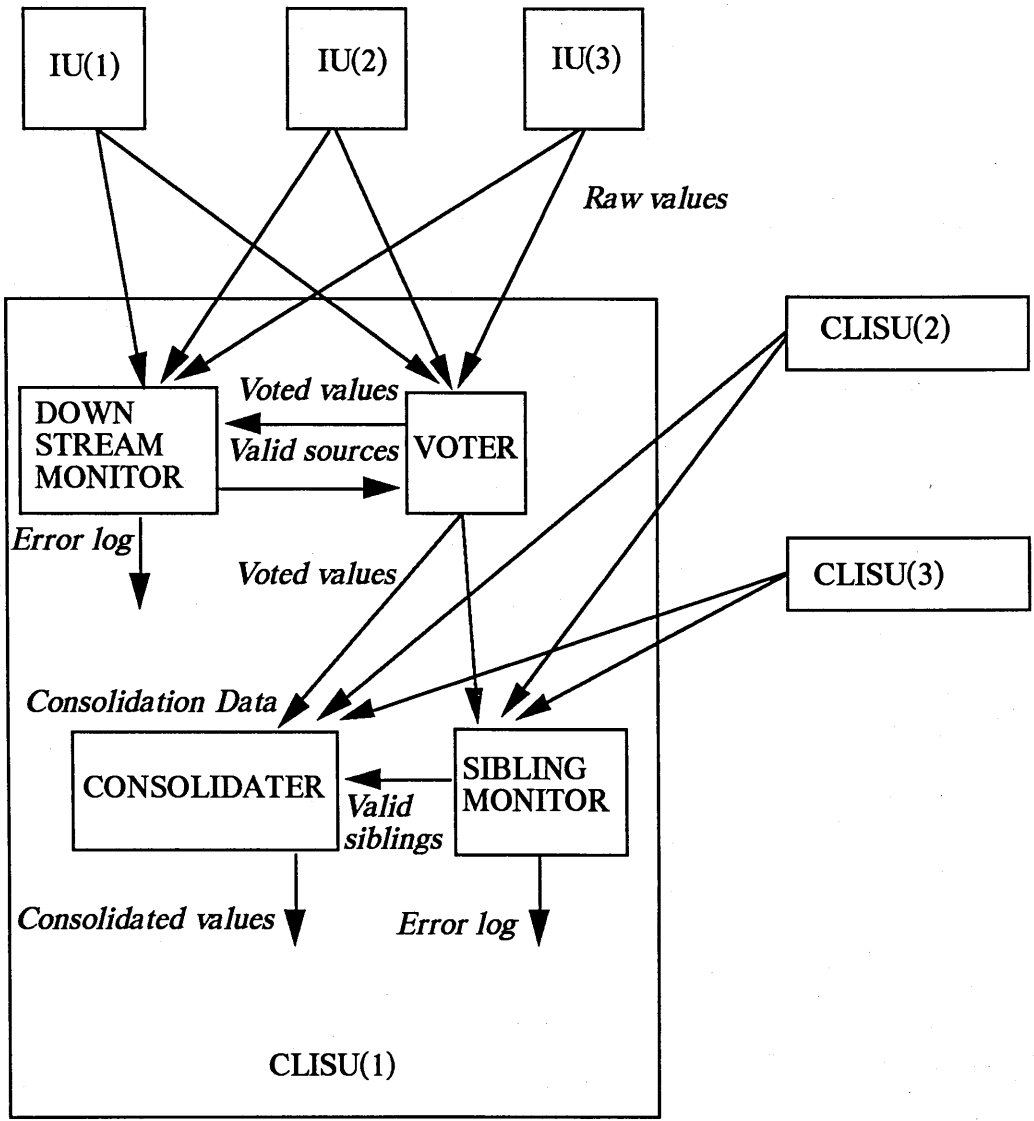 IU(1)
IU(2)
IU(3)
Raw values
CLISU(2)
Voted values
DOWN
STREAM
MONITOR
Valid sources
VOTER
Error log
Voted values
CLISU(3)
Consolidation Data
CONSOLIDATER
SIBLING
MONITOR
Valid
siblings
Consolidated values
Error log
CLISU(1)